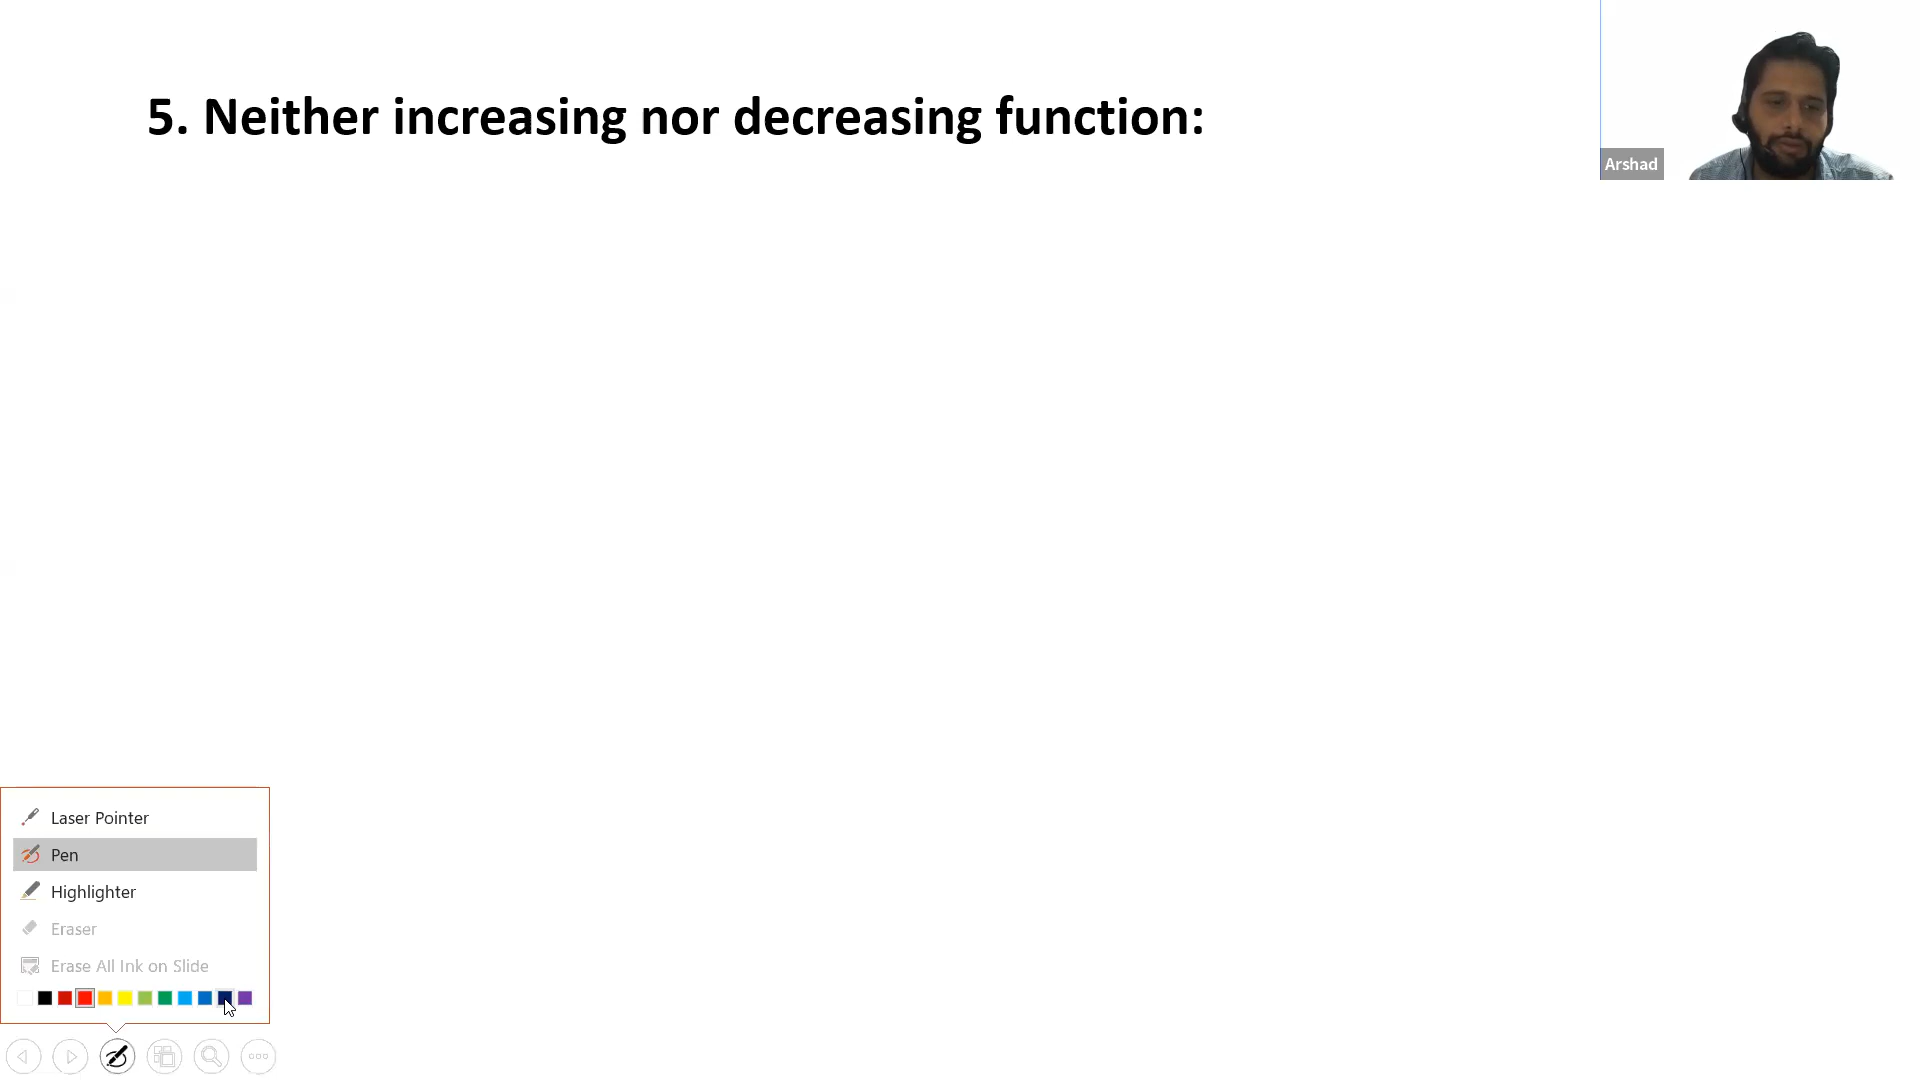 5. Neither increasing nor decreasing function:
Arshad
Laser Pointer
Pen
Highlighter
Eraser
Erase All Ink on Slide